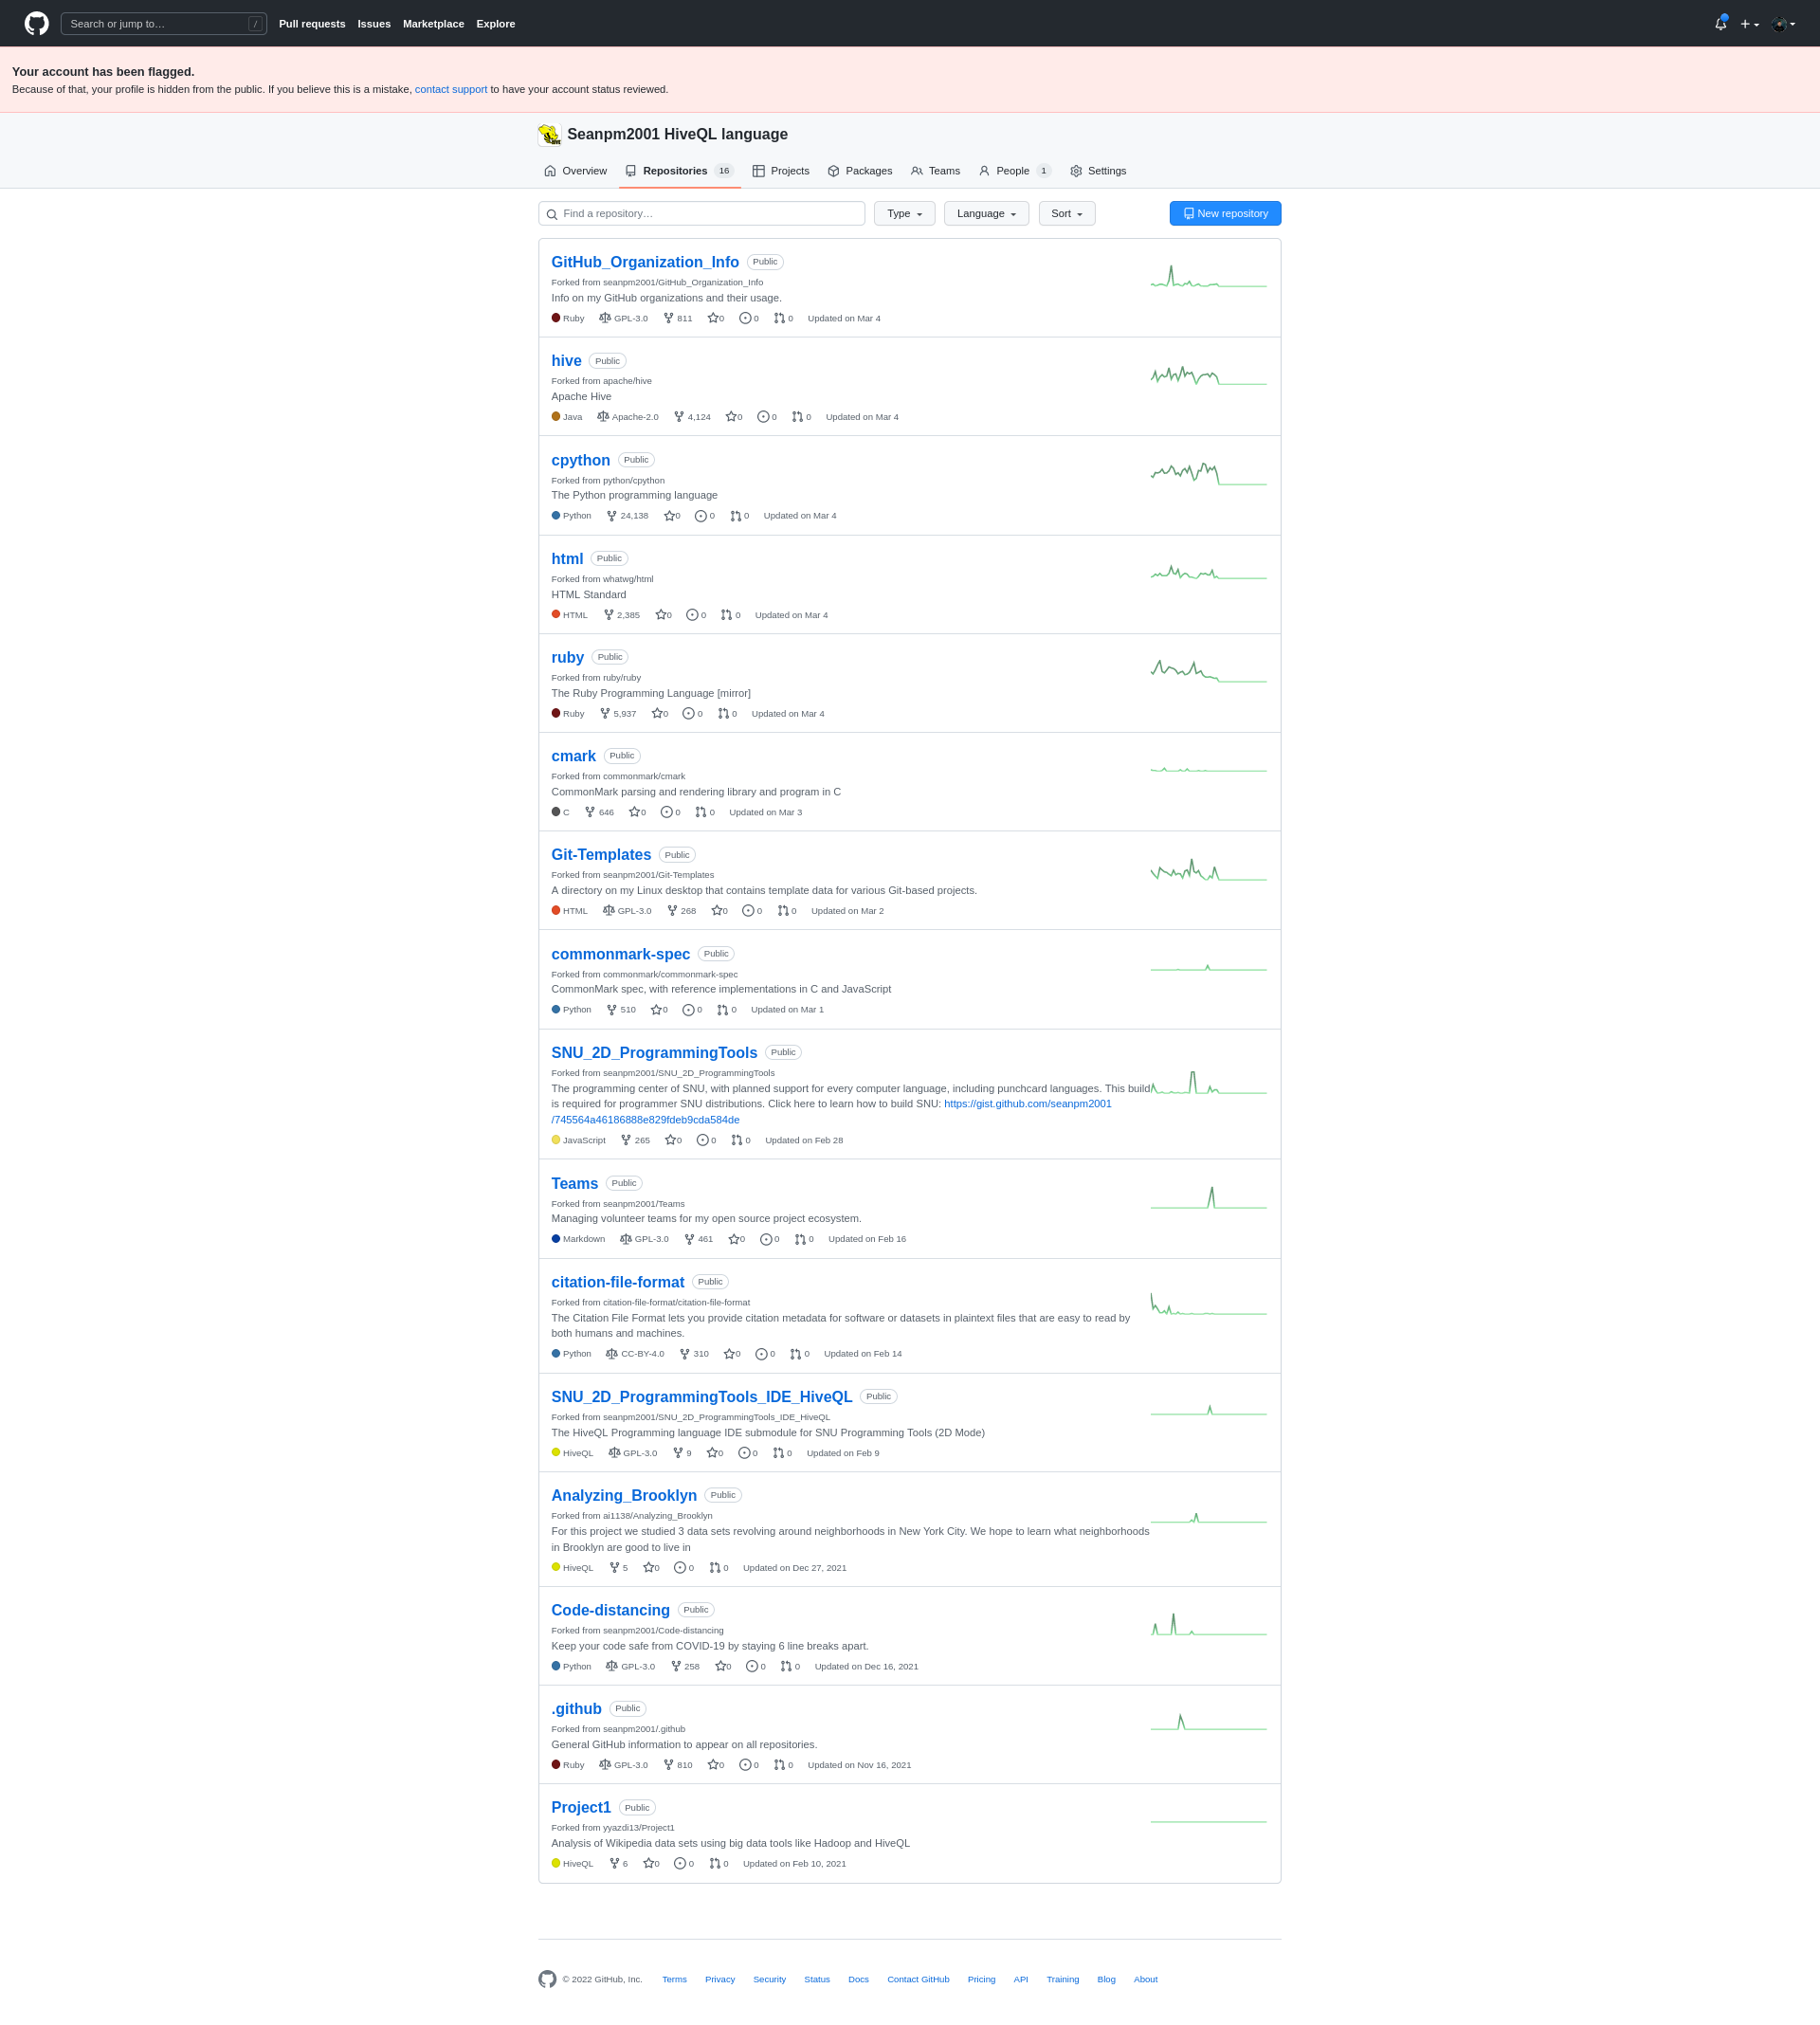 Search or jump to… /
Pull requests Issues Marketplace Explore
Your account has been flagged.
Because of that, your profile is hidden from the public. If you believe this is a mistake, contact support to have your account status reviewed.
Seanpm2001 HiveQL language
Overview Repositories 16 Projects Packages Teams People 1 Settings
Find a repository… Type Language Sort New repository
GitHub_Organization_Info Public
Forked from seanpm2001/GitHub_Organization_Info
Info on my GitHub organizations and their usage.
Ruby GPL-3.0 811 0 0 0 Updated on Mar 4
hive Public
Forked from apache/hive
Apache Hive
Java Apache-2.0 4,124 0 0 0 Updated on Mar 4
cpython Public
Forked from python/cpython
The Python programming language
Python 24,138 0 0 0 Updated on Mar 4
html Public
Forked from whatwg/html
HTML Standard
HTML 2,385 0 0 0 Updated on Mar 4
ruby Public
Forked from ruby/ruby
The Ruby Programming Language [mirror]
Ruby 5,937 0 0 0 Updated on Mar 4
cmark Public
Forked from commonmark/cmark
CommonMark parsing and rendering library and program in C
C 646 0 0 0 Updated on Mar 3
Git-Templates Public
Forked from seanpm2001/Git-Templates
A directory on my Linux desktop that contains template data for various Git-based projects.
HTML GPL-3.0 268 0 0 0 Updated on Mar 2
commonmark-spec Public
Forked from commonmark/commonmark-spec
CommonMark spec, with reference implementations in C and JavaScript
Python 510 0 0 0 Updated on Mar 1
SNU_2D_ProgrammingTools Public
Forked from seanpm2001/SNU_2D_ProgrammingTools
The programming center of SNU, with planned support for every computer language, including punchcard languages. This build
is required for programmer SNU distributions. Click here to learn how to build SNU: https://gist.github.com/seanpm2001
/745564a46186888e829fdeb9cda584de
JavaScript 265 0 0 0 Updated on Feb 28
Teams Public
Forked from seanpm2001/Teams
Managing volunteer teams for my open source project ecosystem.
Markdown GPL-3.0 461 0 0 0 Updated on Feb 16
citation-file-format Public
Forked from citation-file-format/citation-file-format
The Citation File Format lets you provide citation metadata for software or datasets in plaintext files that are easy to read by
both humans and machines.
Python CC-BY-4.0 310 0 0 0 Updated on Feb 14
SNU_2D_ProgrammingTools_IDE_HiveQL Public
Forked from seanpm2001/SNU_2D_ProgrammingTools_IDE_HiveQL
The HiveQL Programming language IDE submodule for SNU Programming Tools (2D Mode)
HiveQL GPL-3.0 9 0 0 0 Updated on Feb 9
Analyzing_Brooklyn Public
Forked from ai1138/Analyzing_Brooklyn
For this project we studied 3 data sets revolving around neighborhoods in New York City. We hope to learn what neighborhoods
in Brooklyn are good to live in
HiveQL 5 0 0 0 Updated on Dec 27, 2021
Code-distancing Public
Forked from seanpm2001/Code-distancing
Keep your code safe from COVID-19 by staying 6 line breaks apart.
Python GPL-3.0 258 0 0 0 Updated on Dec 16, 2021
.github Public
Forked from seanpm2001/.github
General GitHub information to appear on all repositories.
Ruby GPL-3.0 810 0 0 0 Updated on Nov 16, 2021
Project1 Public
Forked from yyazdi13/Project1
Analysis of Wikipedia data sets using big data tools like Hadoop and HiveQL
HiveQL 6 0 0 0 Updated on Feb 10, 2021
© 2022 GitHub, Inc. Terms Privacy Security Status Docs Contact GitHub Pricing API Training Blog About